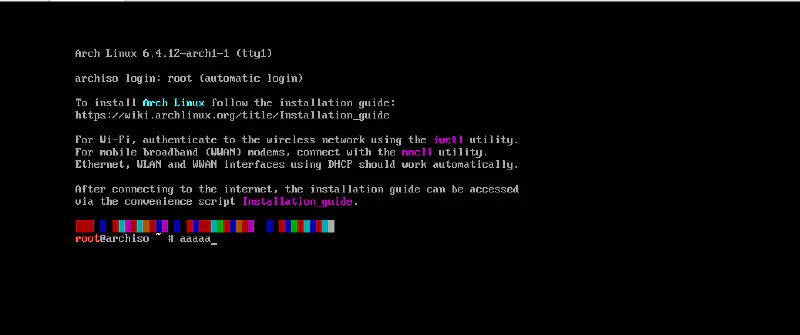 Arch Linux 6.4.12-arch1-1 (tty1)
archiso login: root (automatic login)
To install Arch Linux follow the installation guide:
https://wiki.archlinux.org/title/Installation_guide
For Wi-Fi, authenticate to the wireless network using the iwctl utility.
For mobile broadband (WWAN) modems, connect with the mmcli utility.
Ethernet, WLAN and WWAN interfaces using DHCP should work automatically.
After connecting to the internet, the installation guide can be accessed
via the convenience script Installation_guide.
root@archiso ~ # aaaaa_